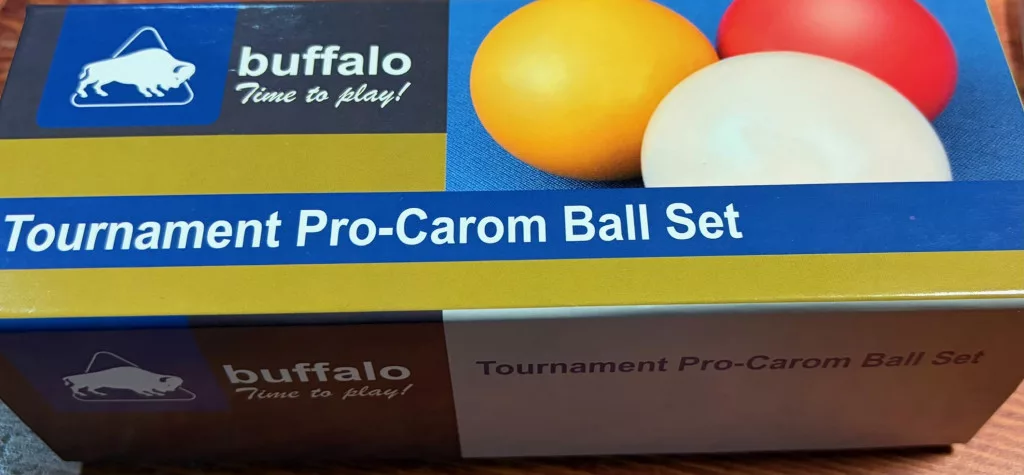 buffalo
Time to play!
Tournament Pro-Carom Ball Set
buffalo
Time to play!
Tournament Pro-Carom Ball Set